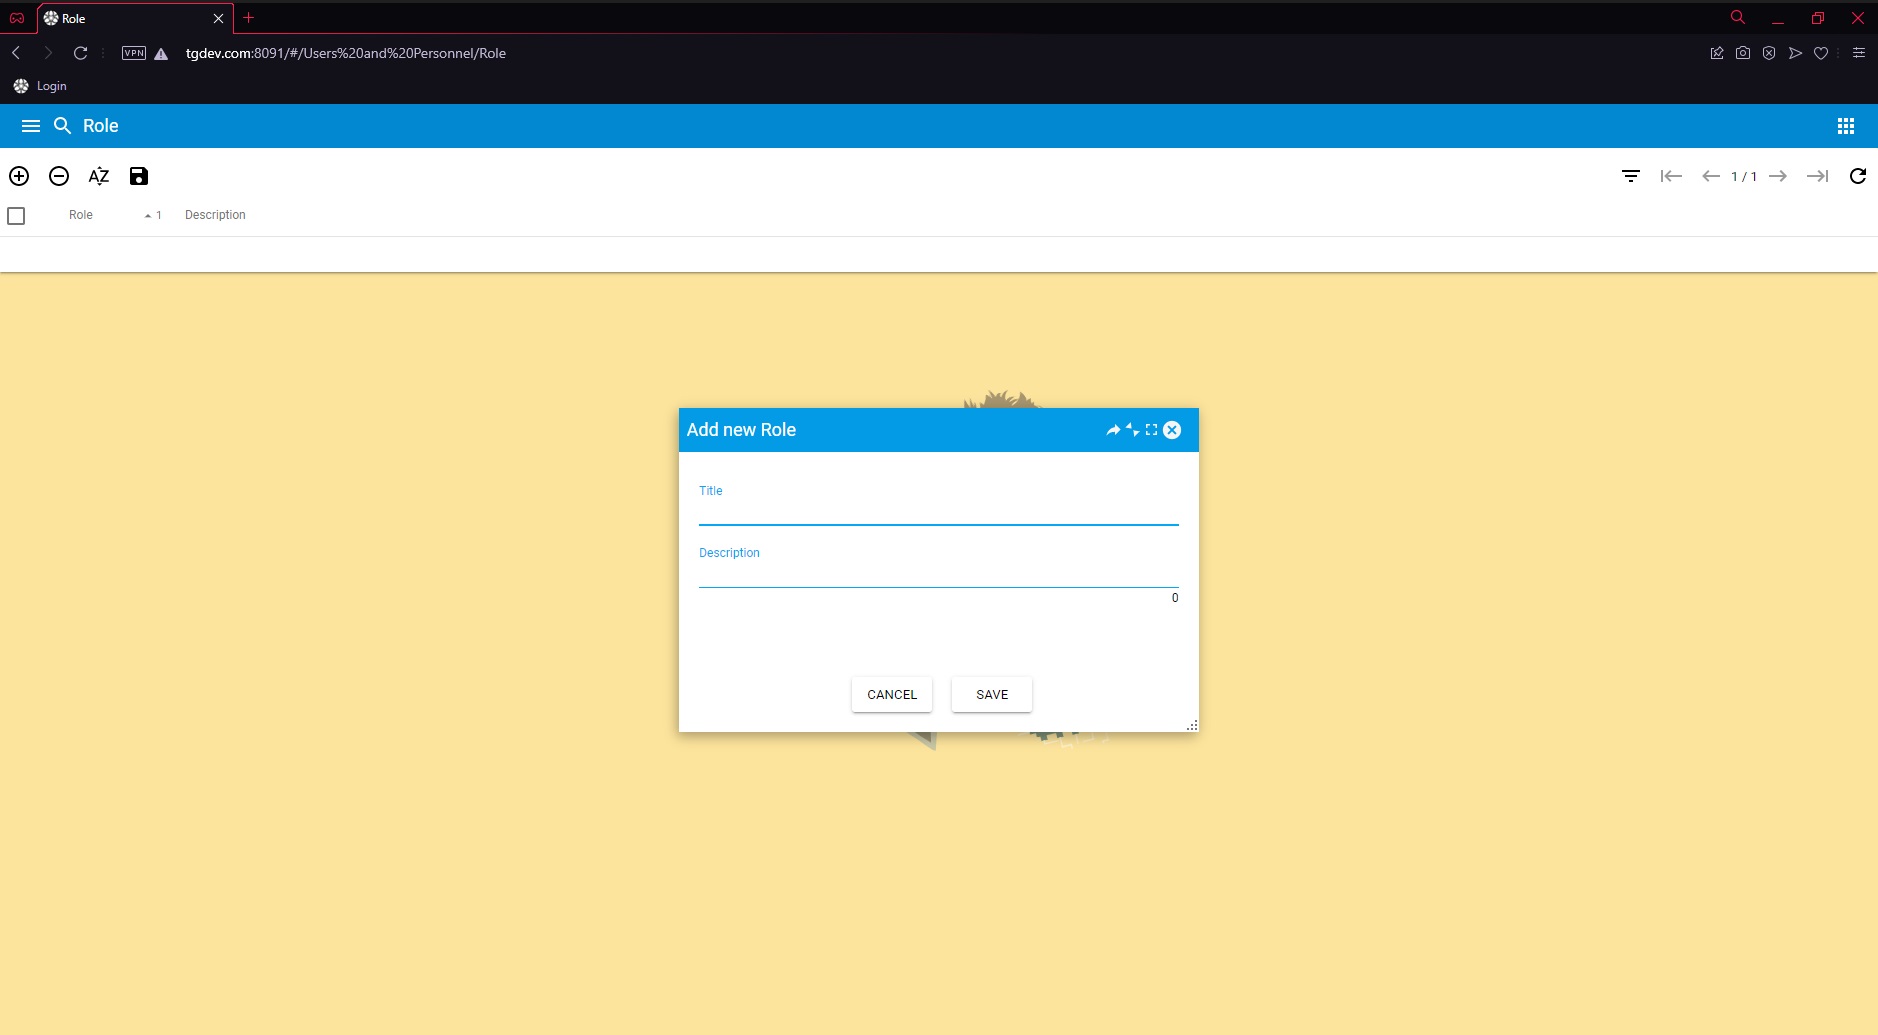 Role
VPN
tgdev.com:8091/#/Users%20and%20Personnel/Role
Login
Role
AZ
1 / 1
Role 1 Description
Add new Role
Title
Description
0
CANCEL SAVE